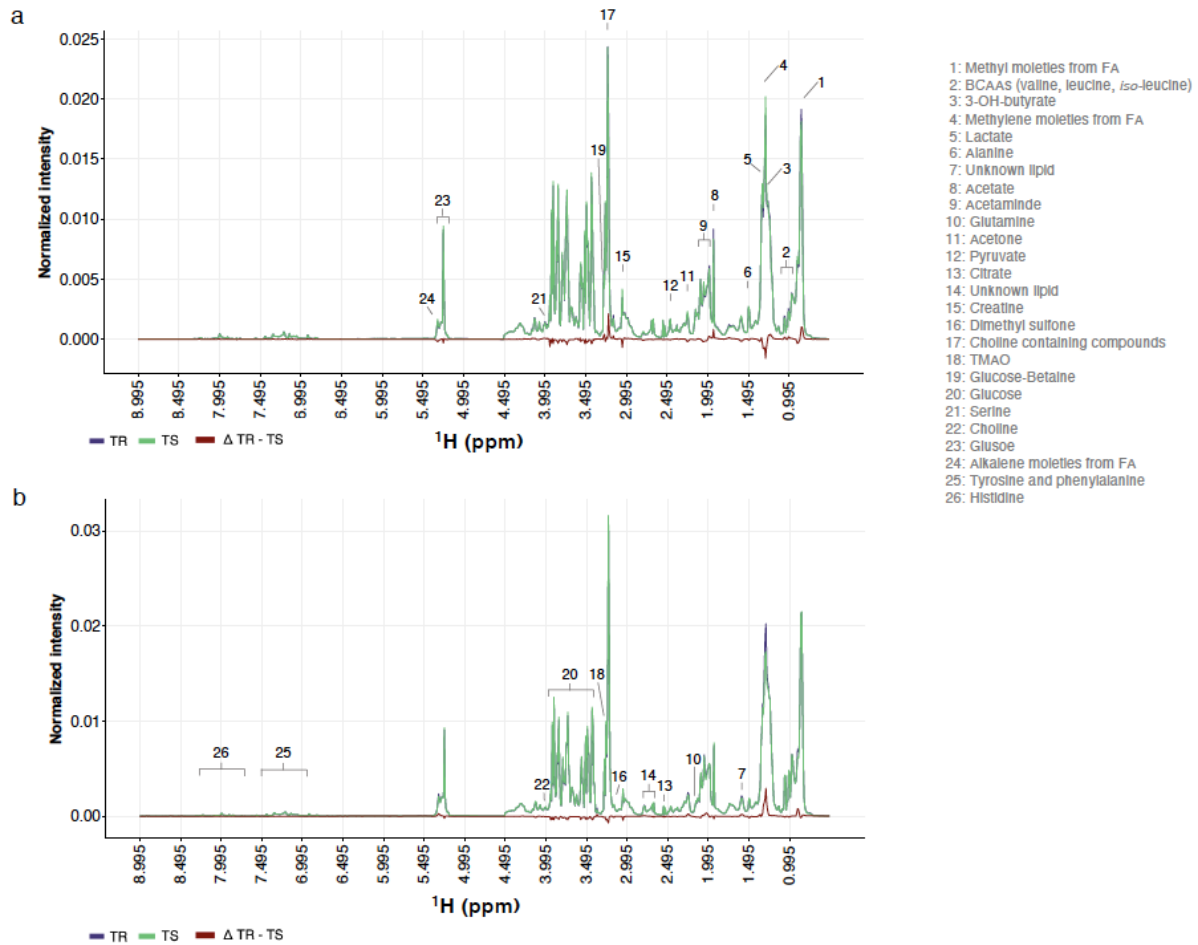 a
17
0.025
4
1
0.020
0.015
19
5
3
23
8
0.010
9
15
2
0.005
24
21
12
11
6
0.000
Normalized intensity
8.995
8.495
7.995
7.495
6.995
6.495
5.995
5.495
4.995
4.495
3.995
3.495
2.995
2.495
1.995
1.495
0.995
¹H (ppm)
TR TS Δ TR - TS
1: Methyl moieties from FA
2: BCAAs (valine, leucine, iso-leucine)
3: 3-OH-butyrate
4: Methylene moieties from FA
5: Lactate
6: Alanine
7: Unknown lipid
8: Acetate
9: Acetaminde
10: Glutamine
11: Acetone
12: Pyruvate
13: Citrate
14: Unknown lipid
15: Creatine
16: Dimethyl sulfone
17: Choline containing compounds
18: TMAO
19: Glucose-Betaine
20: Glucose
21: Serine
22: Choline
23: Glusoe
24: Alkalene moieties from FA
25: Tyrosine and phenylalanine
26: Histidine
b
0.03
0.02
20
18
0.01
26
25
22
16
14
13
10
7
0.00
Normalized intensity
8.995
8.495
7.995
7.495
6.995
6.495
5.995
5.495
4.995
4.495
3.995
3.495
2.995
2.495
1.995
1.495
0.995
¹H (ppm)
TR TS Δ TR - TS